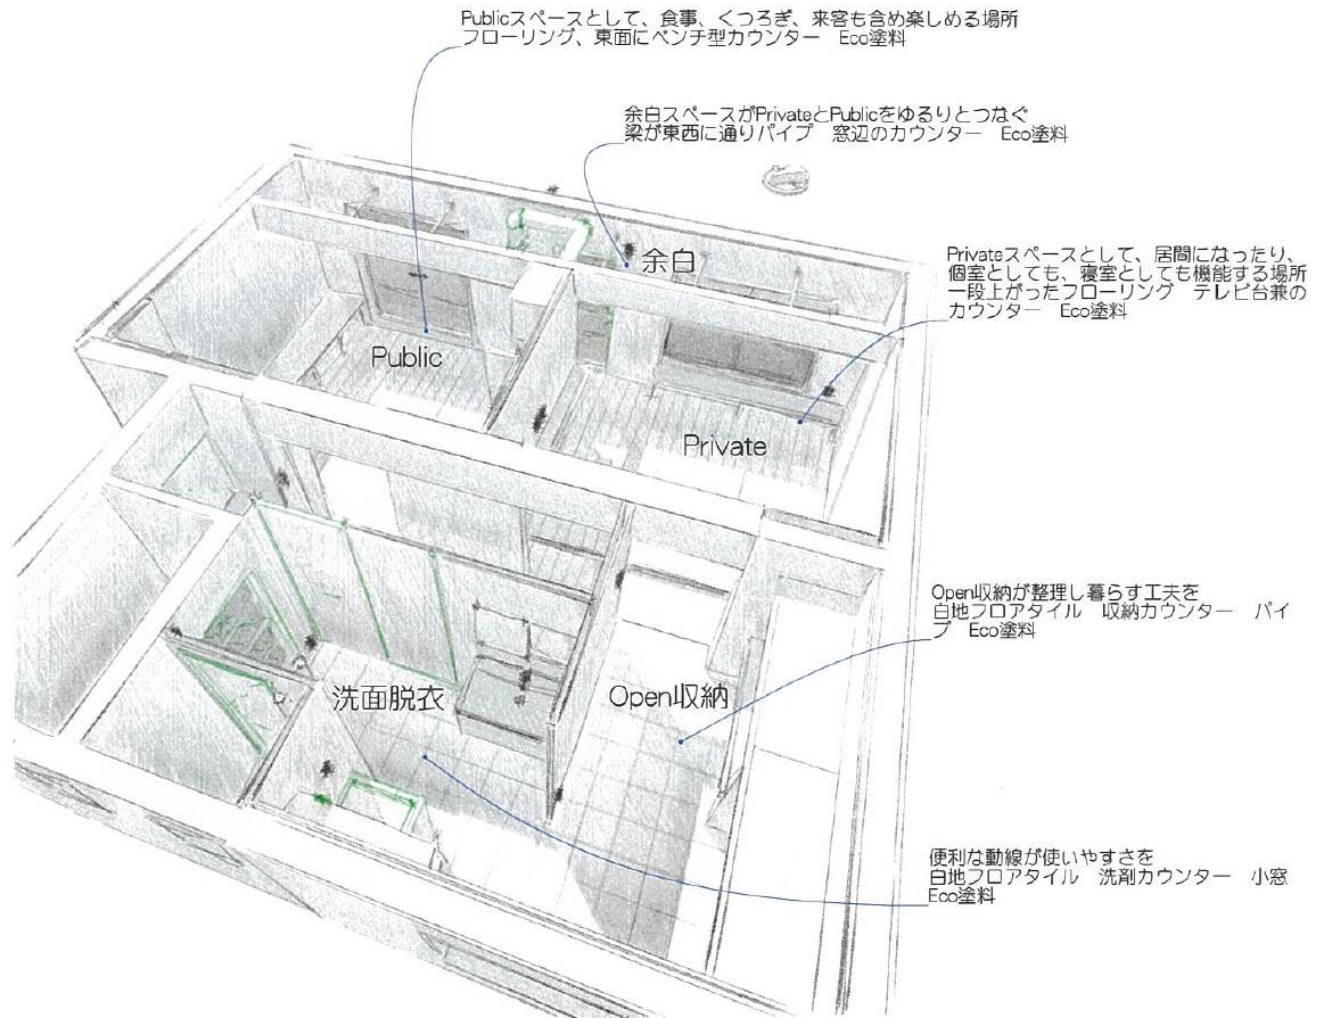 Publicスペースとして、食事、くつろぎ、来客も含め楽しめる場所
フローリング、東面にベンチ型カウンター　Eco塗料
余白スペースがPrivateとPublicをゆるりとつなぐ
梁が東西に通りパイプ　窓辺のカウンター　Eco塗料
余白
Privateスペースとして、居間になったり、
個室としても、寝室としても機能する場所
一段上がったフローリング　テレビ台兼の
カウンター　Eco塗料
Public
Private
Open収納が整理し暮らす工夫を
白地フロアタイル　収納カウンター　パイ
プ　Eco塗料
洗面脱衣
Open収納
便利な動線が使いやすさを
白地フロアタイル　洗剤カウンター　小窓
Eco塗料